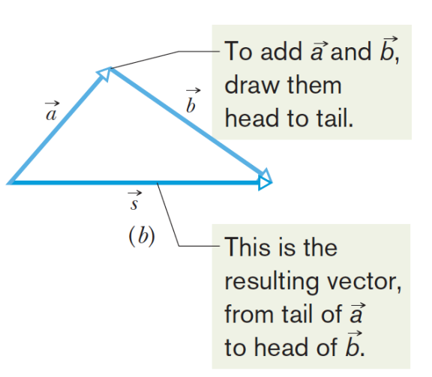 To add a⃗ and b⃗,
draw them
head to tail.
a⃗
b⃗
s⃗
(b)
This is the
resulting vector,
from tail of a⃗
to head of b⃗.